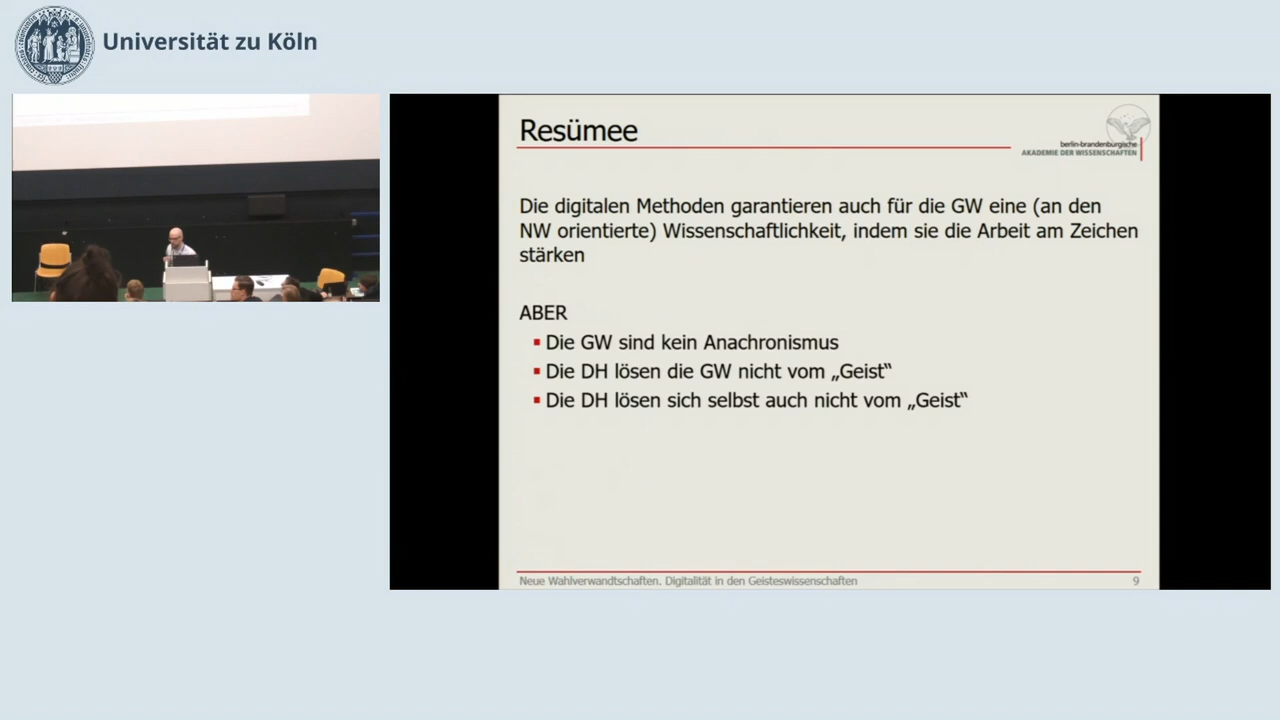 Universität zu Köln
Resümee
berlin-brandenburgische
AKADEMIE DER WISSENSCHAFTEN
Die digitalen Methoden garantieren auch für die GW eine (an den
NW orientierte) Wissenschaftlichkeit, indem sie die Arbeit am Zeichen
stärken
ABER
Die GW sind kein Anachronismus
Die DH lösen die GW nicht vom „Geist“
Die DH lösen sich selbst auch nicht vom „Geist“
Neue Wahlverwandtschaften. Digitalität in den Geisteswissenschaften
9